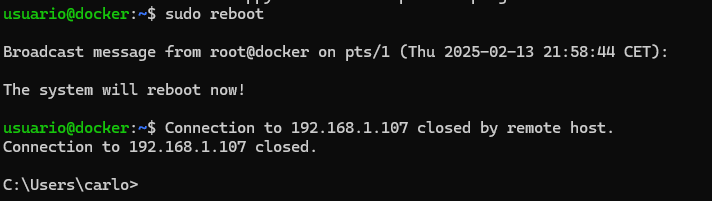 usuario@docker:~$ sudo reboot
Broadcast message from root@docker on pts/1 (Thu 2025-02-13 21:58:44 CET):
The system will reboot now!
usuario@docker:~$ Connection to 192.168.1.107 closed by remote host.
Connection to 192.168.1.107 closed.
C:\Users\carlo>